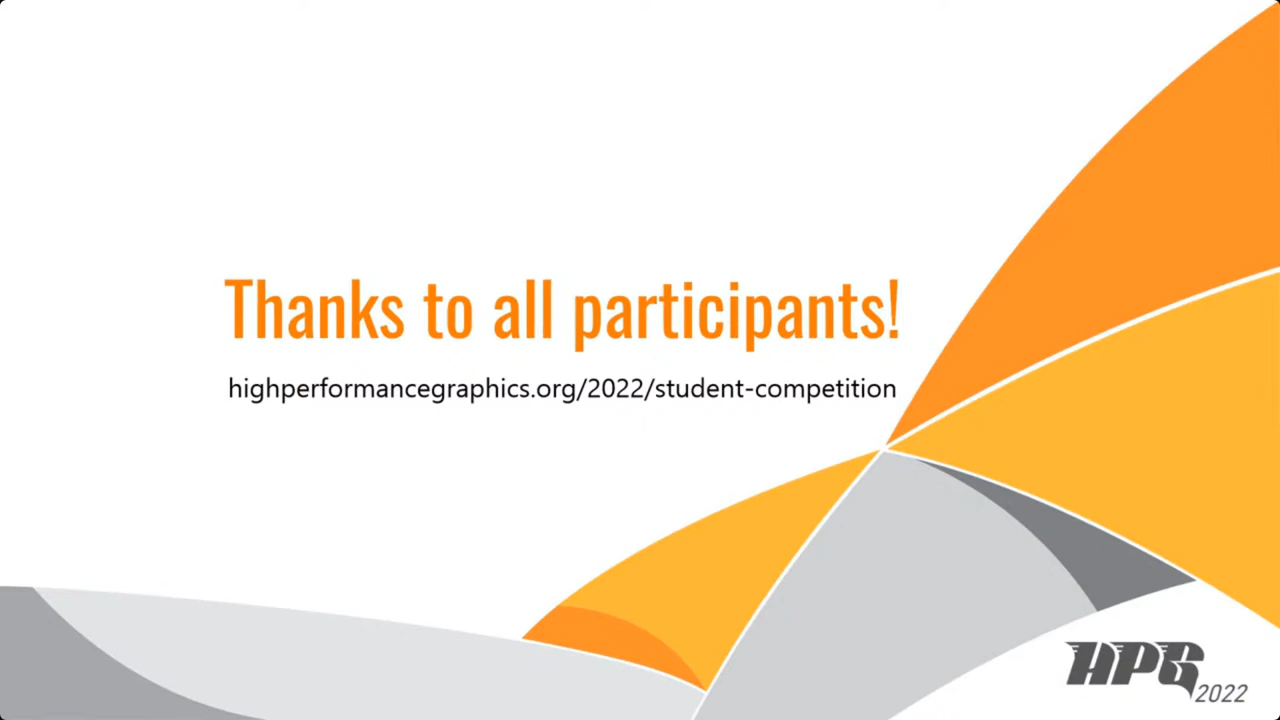 Thanks to all participants!
highperformancegraphics.org/2022/student-competition
HPG
2022